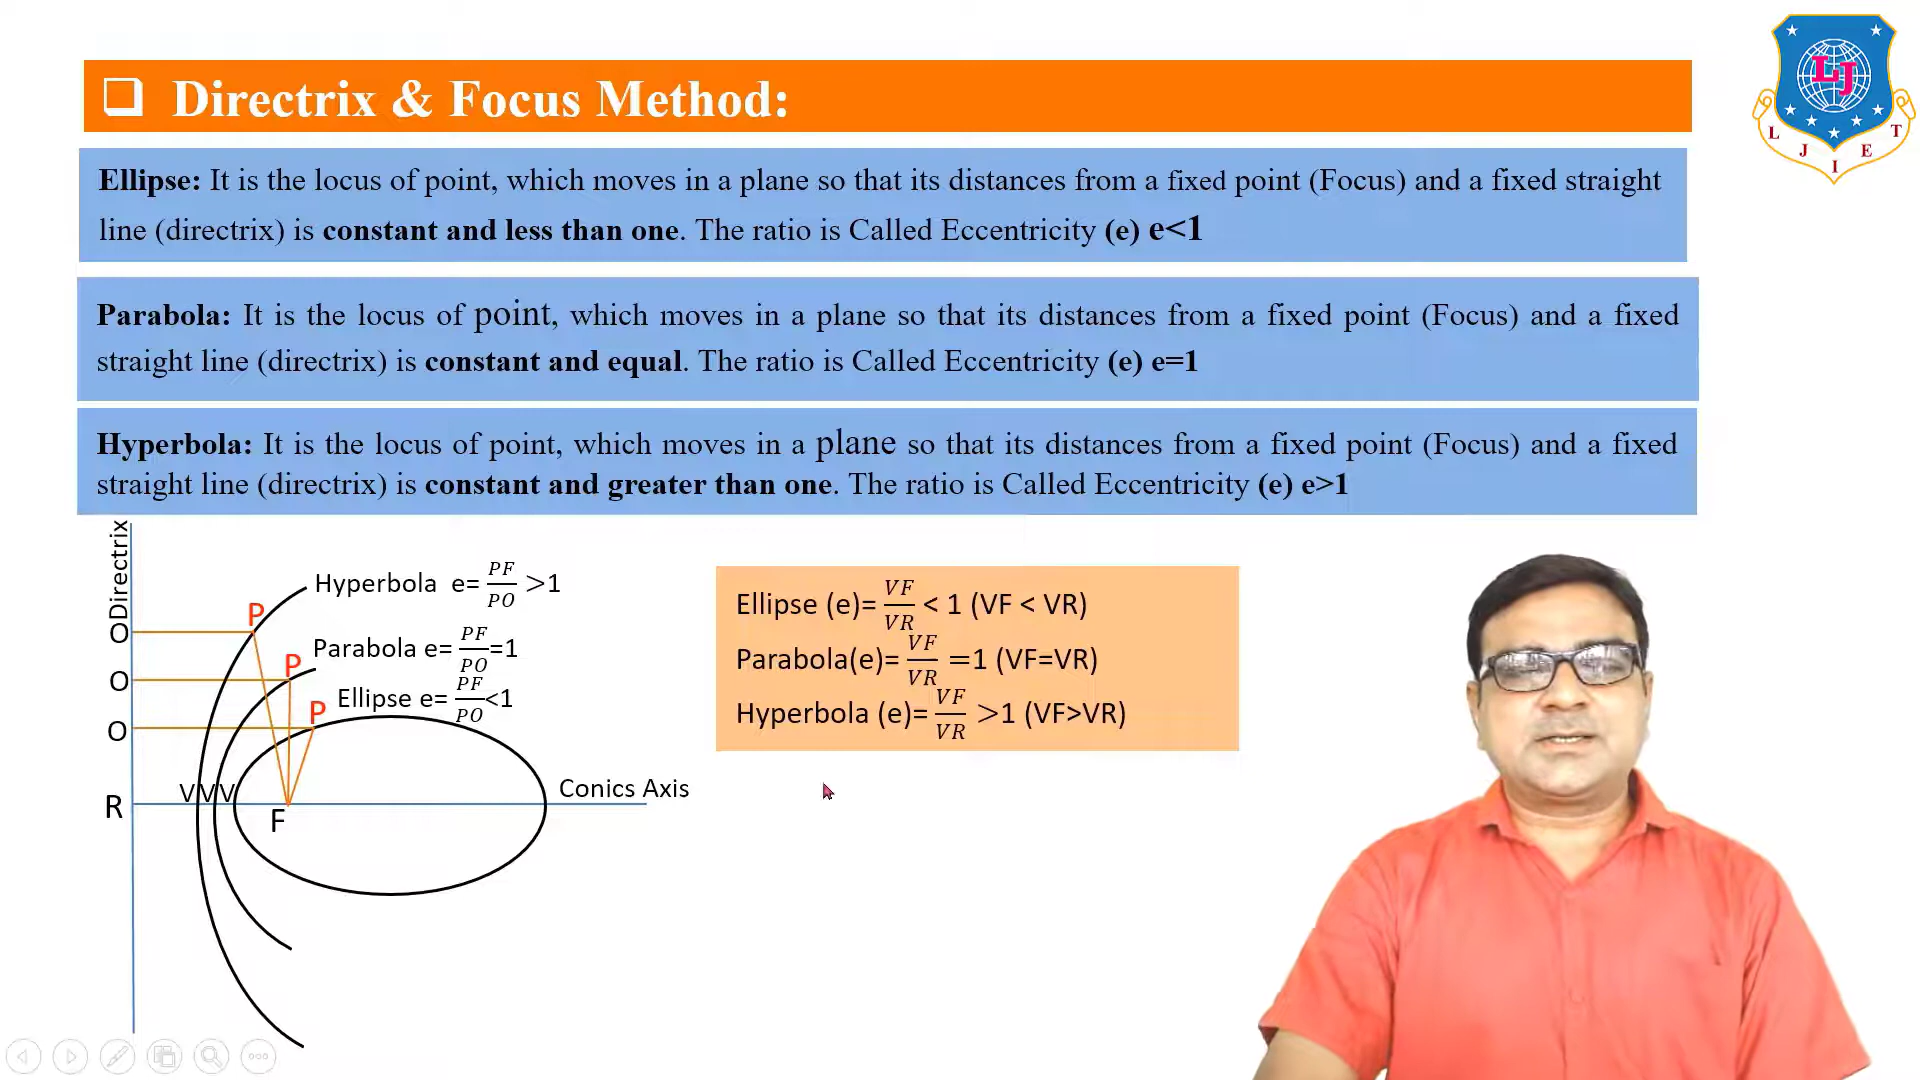 Directrix & Focus Method:
Ellipse: It is the locus of point, which moves in a plane so that its distances from a fixed point (Focus) and a fixed straight
line (directrix) is constant and less than one. The ratio is Called Eccentricity (e) e<1
Parabola: It is the locus of point, which moves in a plane so that its distances from a fixed point (Focus) and a fixed
straight line (directrix) is constant and equal. The ratio is Called Eccentricity (e) e=1
Hyperbola: It is the locus of point, which moves in a plane so that its distances from a fixed point (Focus) and a fixed
straight line (directrix) is constant and greater than one. The ratio is Called Eccentricity (e) e>1
Directrix
Hyperbola e= PF/PO >1
P
O
Parabola e= PF/PO =1
P
O
Ellipse e= PF/PO <1
P
O
V V V
Conics Axis
R
F
Ellipse (e)= VF/VR < 1 (VF < VR)
Parabola(e)= VF/VR =1 (VF=VR)
Hyperbola (e)= VF/VR >1 (VF>VR)
LJ
L J I E T